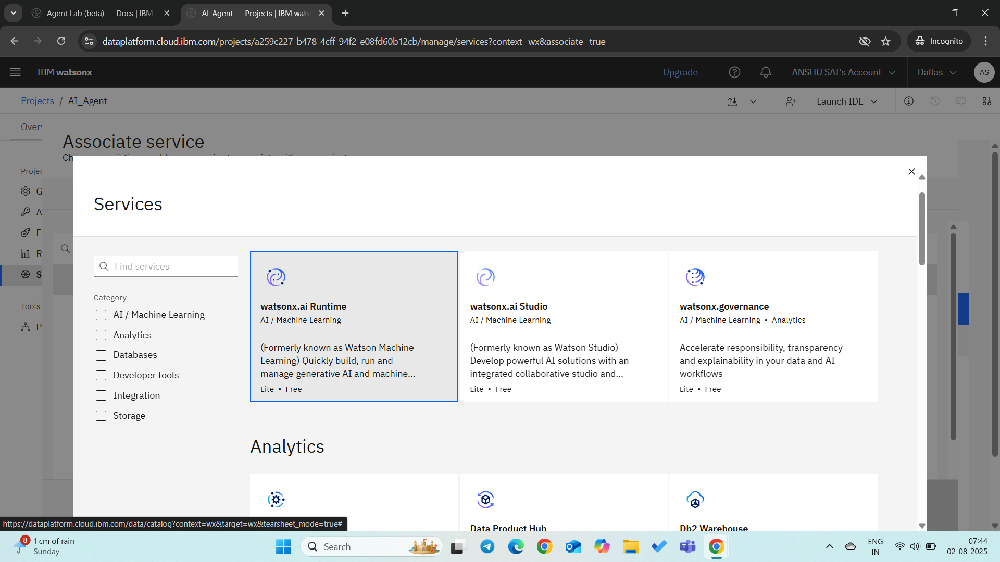 Agent Lab (beta) — Docs | IBM
AI_Agent — Projects | IBM wats
dataplatform.cloud.ibm.com/projects/a259c227-b478-4cff-94f2-e08fd60b12cb/manage/services?context=wx&associate=true
Incognito
IBM watsonx
Upgrade
ANSHU SAI's Account
Dallas
AS
Projects / AI_Agent
Launch IDE
Over
Associate service
Projec
Services
Find services
Category
AI / Machine Learning
Analytics
Databases
Developer tools
Integration
Storage
Tools
watsonx.ai Runtime
AI / Machine Learning
(Formerly known as Watson Machine
Learning) Quickly build, run and
manage generative AI and machine...
Lite • Free
watsonx.ai Studio
AI / Machine Learning
(Formerly known as Watson Studio)
Develop powerful AI solutions with an
integrated collaborative studio and...
Lite • Free
watsonx.governance
AI / Machine Learning • Analytics
Accelerate responsibility, transparency
and explainability in your data and AI
workflows
Lite • Free
Analytics
Data Product Hub
Db2 Warehouse
https://dataplatform.cloud.ibm.com/data/catalog?context=wx&target=wx&tearsheet_mode=true#
8
1 cm of rain
Sunday
Search
ENG
IN
07:44
02-08-2025